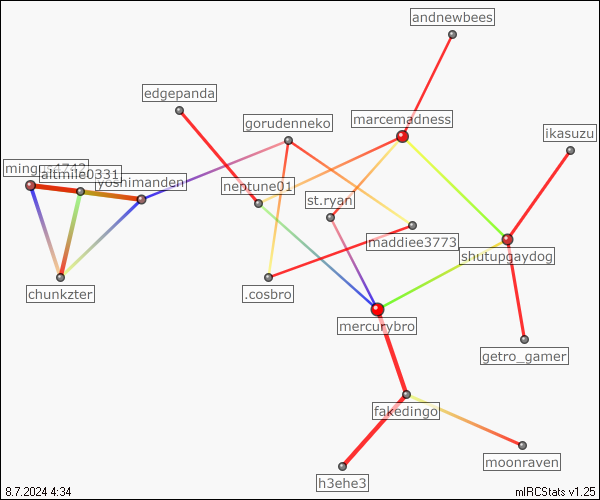 andnewbees
edgepanda
gorudenneko
marcemadness
ikasuzu
altmile0331
yoshimanden
neptune01
st.ryan
maddiee3773
shutupgaydog
chunkzter
.cosbro
mercurybro
getro_gamer
fakedingo
moonraven
h3ehe3
8.7.2024 4:34
mIRCStats v1.25